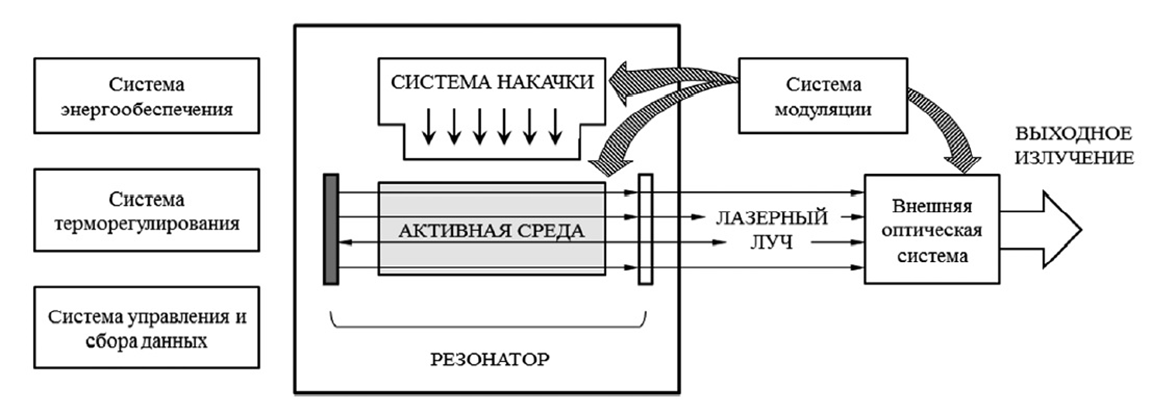 Система
энергообеспечения
Система
терморегулирования
Система управления и
сбора данных
СИСТЕМА НАКАЧКИ
АКТИВНАЯ СРЕДА
РЕЗОНАТОР
Система
модуляции
ЛАЗЕРНЫЙ
ЛУЧ
Внешняя
оптическая
система
ВЫХОДНОЕ
ИЗЛУЧЕНИЕ